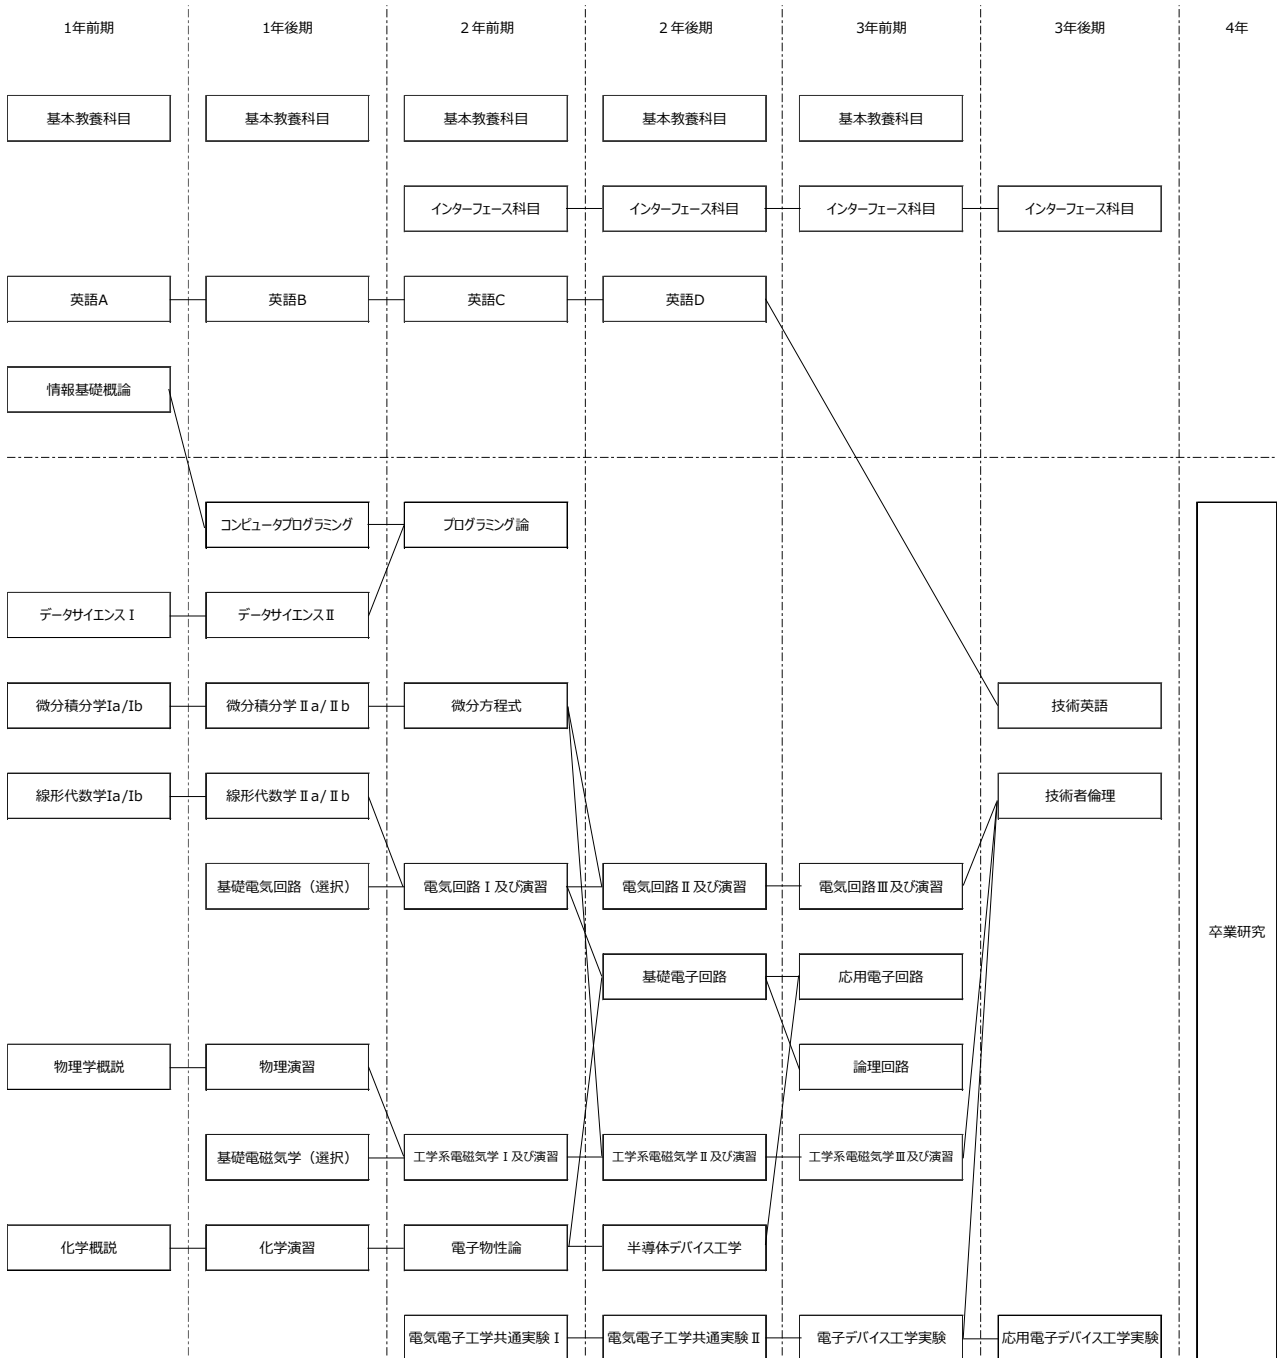 1年前期
1年後期
２年前期
２年後期
3年前期
3年後期
4年
基本教養科目
基本教養科目
基本教養科目
基本教養科目
基本教養科目
インターフェース科目
インターフェース科目
インターフェース科目
インターフェース科目
英語A
英語B
英語C
英語D
情報基礎概論
コンピュータプログラミング
プログラミング論
データサイエンスⅠ
データサイエンスⅡ
微分積分学Ia/Ib
微分積分学Ⅱa/Ⅱb
微分方程式
技術英語
線形代数学Ia/Ib
線形代数学Ⅱa/Ⅱb
技術者倫理
基礎電気回路（選択）
電気回路Ⅰ及び演習
電気回路Ⅱ及び演習
電気回路Ⅲ及び演習
卒業研究
基礎電子回路
応用電子回路
物理学概説
物理演習
論理回路
基礎電磁気学（選択）
工学系電磁気学Ⅰ及び演習
工学系電磁気学Ⅱ及び演習
工学系電磁気学Ⅲ及び演習
化学概説
化学演習
電子物性論
半導体デバイス工学
電気電子工学共通実験Ⅰ
電気電子工学共通実験Ⅱ
電子デバイス工学実験
応用電子デバイス工学実験